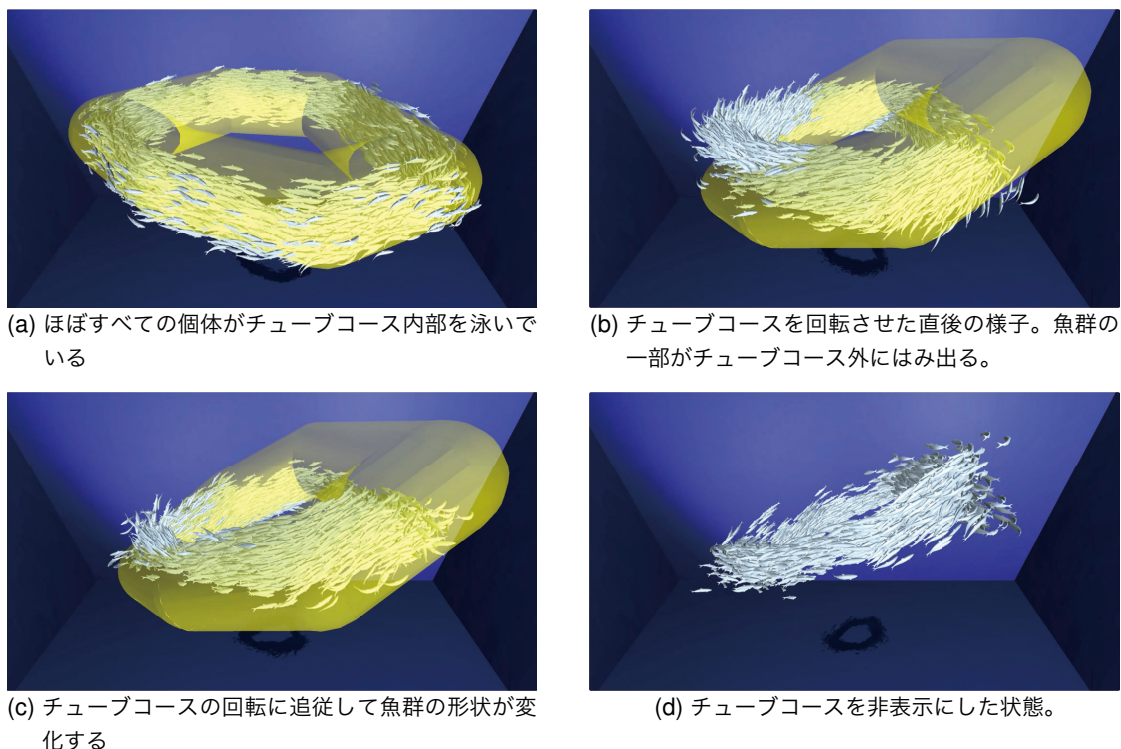 (a) ほぼすべての個体がチューブコース内部を泳いで
いる
(b) チューブコースを回転させた直後の様子。魚群の
一部がチューブコース外にはみ出る。
(c) チューブコースの回転に追従して魚群の形状が変
化する
(d) チューブコースを非表示にした状態。